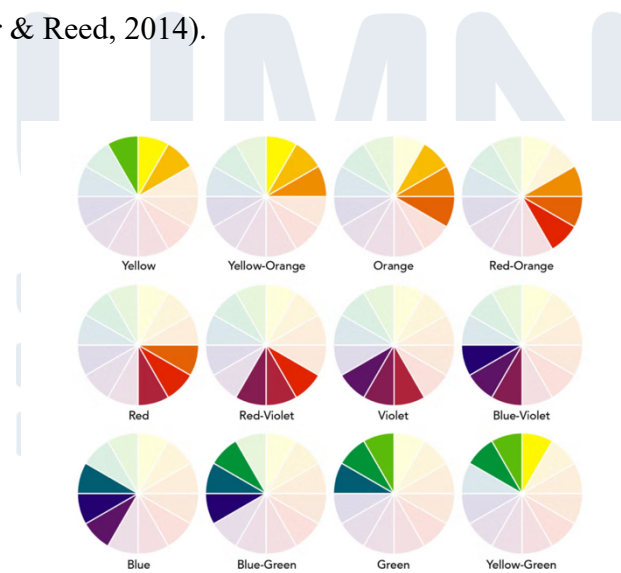 & Reed, 2014).
UMN
Yellow
Yellow-Orange
Orange
Red-Orange
Red
Red-Violet
Violet
Blue-Violet
Blue
Blue-Green
Green
Yellow-Green